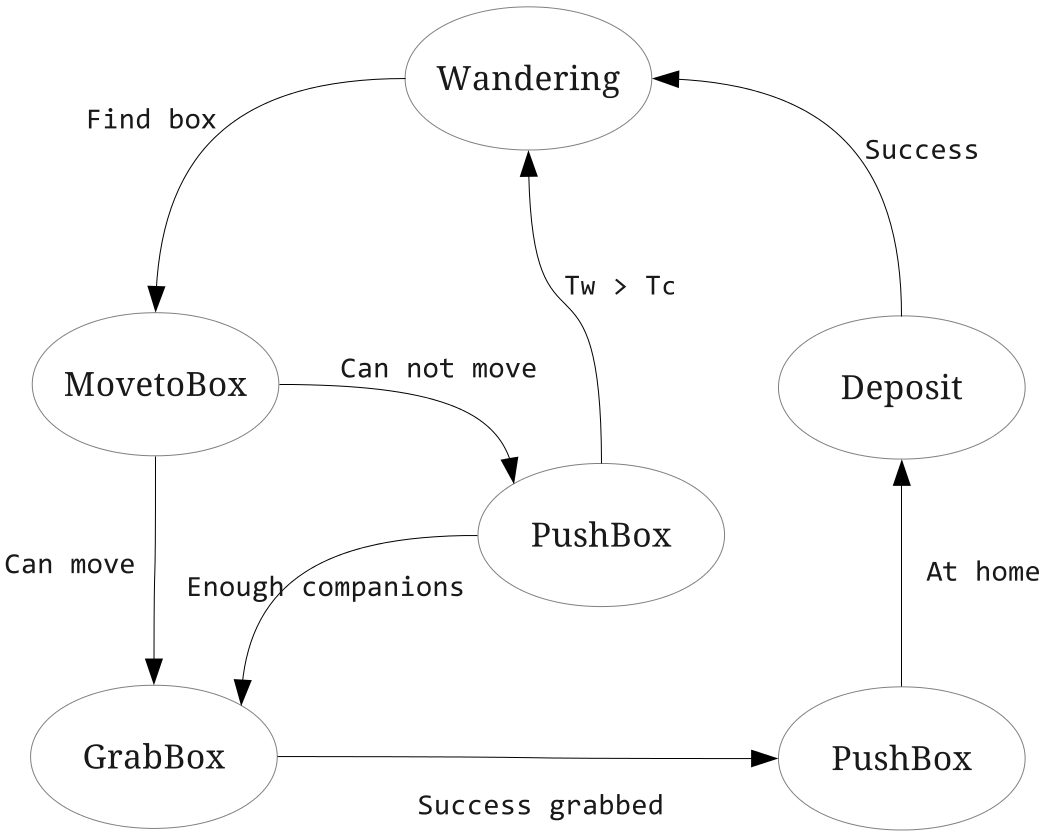 Wandering
Find box
Success
Tw > Tc
Can not move
MovetoBox
Deposit
PushBox
Can move
Enough companions
At home
GrabBox
PushBox
Success grabbed